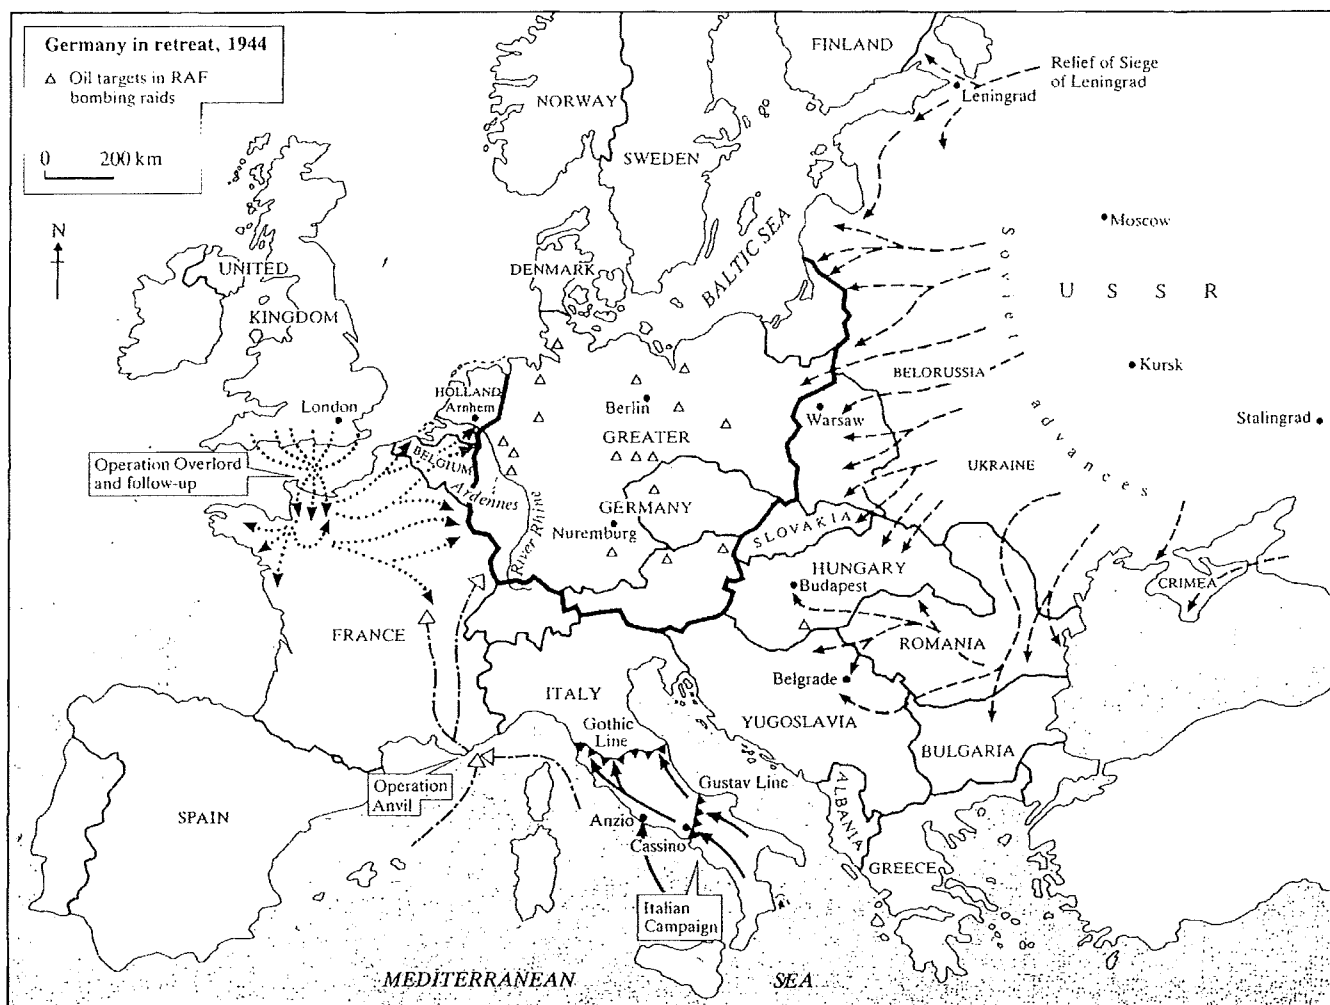 Germany in retreat, 1944
Oil targets in RAF
bombing raids
0 200 km
N
FINLAND
Relief of Siege
of Leningrad
Leningrad
NORWAY
SWEDEN
Moscow
BALTIC SEA
UNITED
KINGDOM
DENMARK
USSR
Soviet advances
Kursk
BELORUSSIA
HOLLAND
Arnhem
London
Berlin
Warsaw
Stalingrad
GREATER
GERMANY
BELGIUM
Operation Overlord
and follow-up
Ardennes
UKRAINE
River Rhine
Nuremburg
SLOVAKIA
HUNGARY
Budapest
CRIMEA
FRANCE
ROMANIA
ITALY
Belgrade
YUGOSLAVIA
Gothic
Line
BULGARIA
Gustav Line
Operation
Anvil
SPAIN
Anzio
Cassino
ALBANIA
GREECE
Italian
Campaign
MEDITERRANEAN SEA